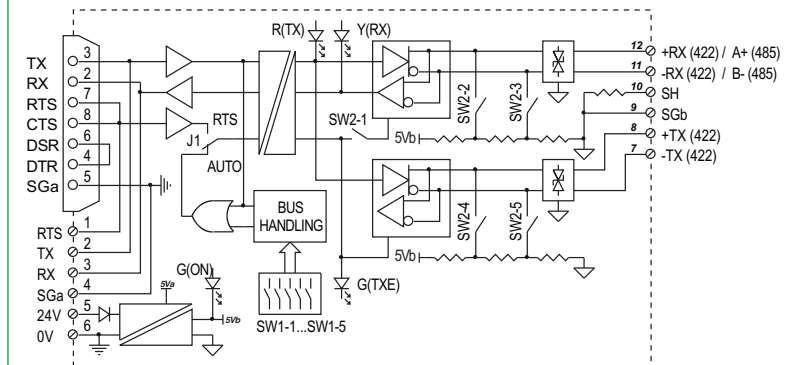 R(TX) Y(RX)
TX 3
RX 2
RTS 7
CTS 8
DSR 6
DTR 4
SGa 5
RTS 1
TX 2
RX 3
SGa 4
24V 5
0V 6
J1
RTS
AUTO
BUS
HANDLING
G(ON)
5Va
5Vb
SW1-1...SW1-5
SW2-1
5Vb
SW2-2
SW2-3
SW2-4
SW2-5
5Vb
G(TXE)
12 +RX (422) / A+ (485)
11 -RX (422) / B- (485)
10 SH
9 SGb
8 +TX (422)
7 -TX (422)